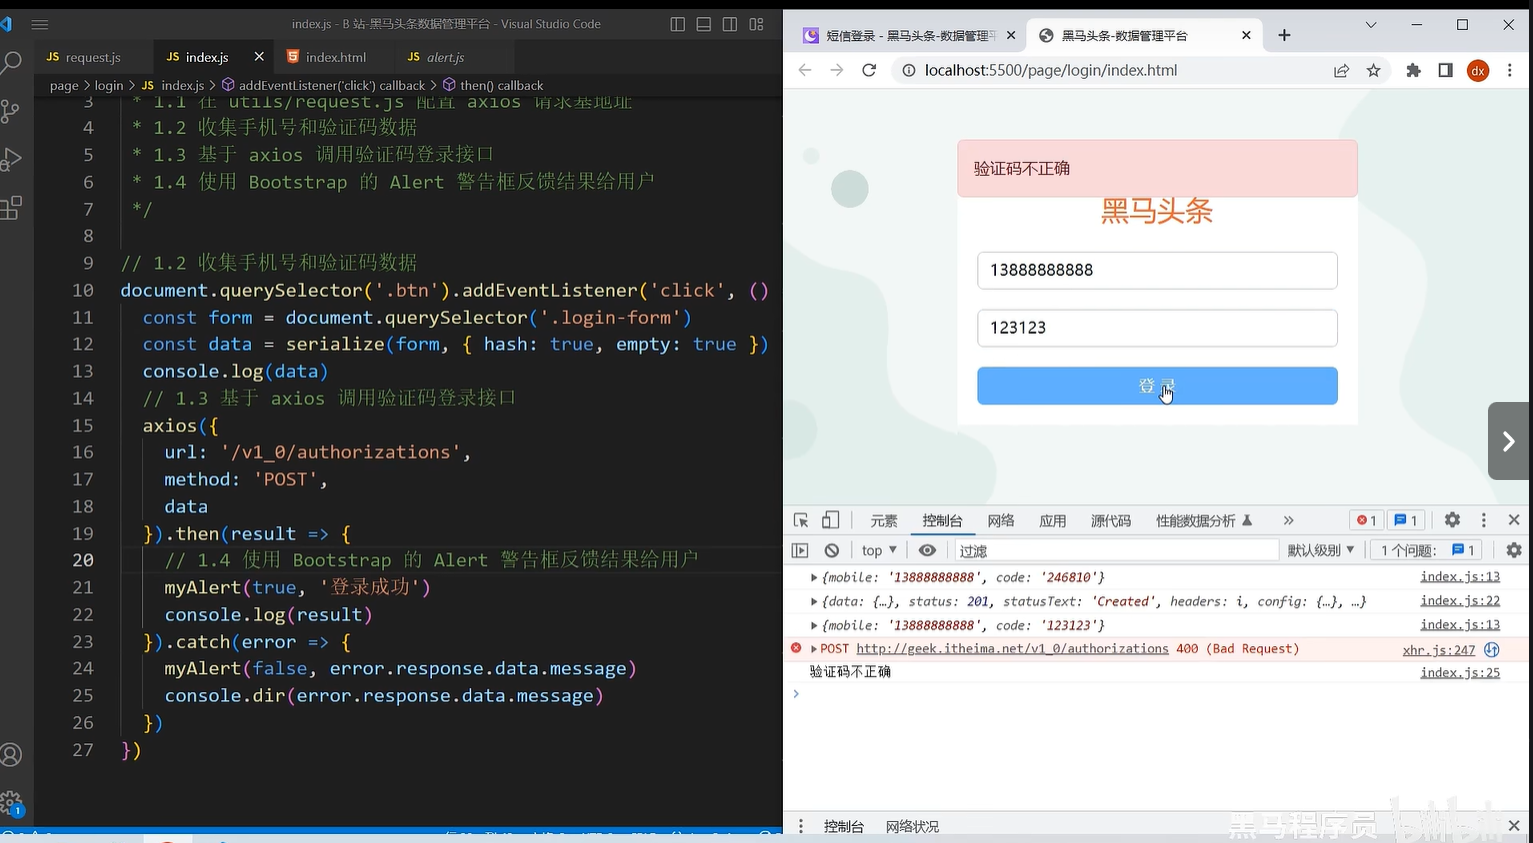 index.js - B 站-黑马头条数据管理平台 - Visual Studio Code
JS request.js
JS index.js
index.html
JS alert.js
page > login > JS index.js > addEventListener('click') callback > then() callback
3 * 1.1 在 utils/request.js 配置 axios 请求基地址
4 * 1.2 收集手机号和验证码数据
5 * 1.3 基于 axios 调用验证码登录接口
6 * 1.4 使用 Bootstrap 的 Alert 警告框反馈结果给用户
7 */
8
9 // 1.2 收集手机号和验证码数据
10 document.querySelector('.btn').addEventListener('click', ()
11 const form = document.querySelector('.login-form')
12 const data = serialize(form, { hash: true, empty: true })
13 console.log(data)
14 // 1.3 基于 axios 调用验证码登录接口
15 axios({
16 url: '/v1_0/authorizations',
17 method: 'POST',
18 data
19 }).then(result => {
20 // 1.4 使用 Bootstrap 的 Alert 警告框反馈结果给用户
21 myAlert(true, '登录成功')
22 console.log(result)
23 }).catch(error => {
24 myAlert(false, error.response.data.message)
25 console.dir(error.response.data.message)
26 })
27 })
1
短信登录 - 黑马头条-数据管理平
黑马头条-数据管理平台
localhost:5500/page/login/index.html
dx
验证码不正确
黑马头条
13888888888
123123
登 录
元素 控制台 网络 应用 源代码 性能数据分析 » 1 1
top 过滤 默认级别 1 个问题: 1
{mobile: '13888888888', code: '246810'} index.js:13
{data: {…}, status: 201, statusText: 'Created', headers: i, config: {…}, …} index.js:22
{mobile: '13888888888', code: '123123'} index.js:13
POST http://geek.itheima.net/v1_0/authorizations 400 (Bad Request) xhr.js:247
验证码不正确 index.js:25
控制台 网络状况
黑马程序员 bilibili